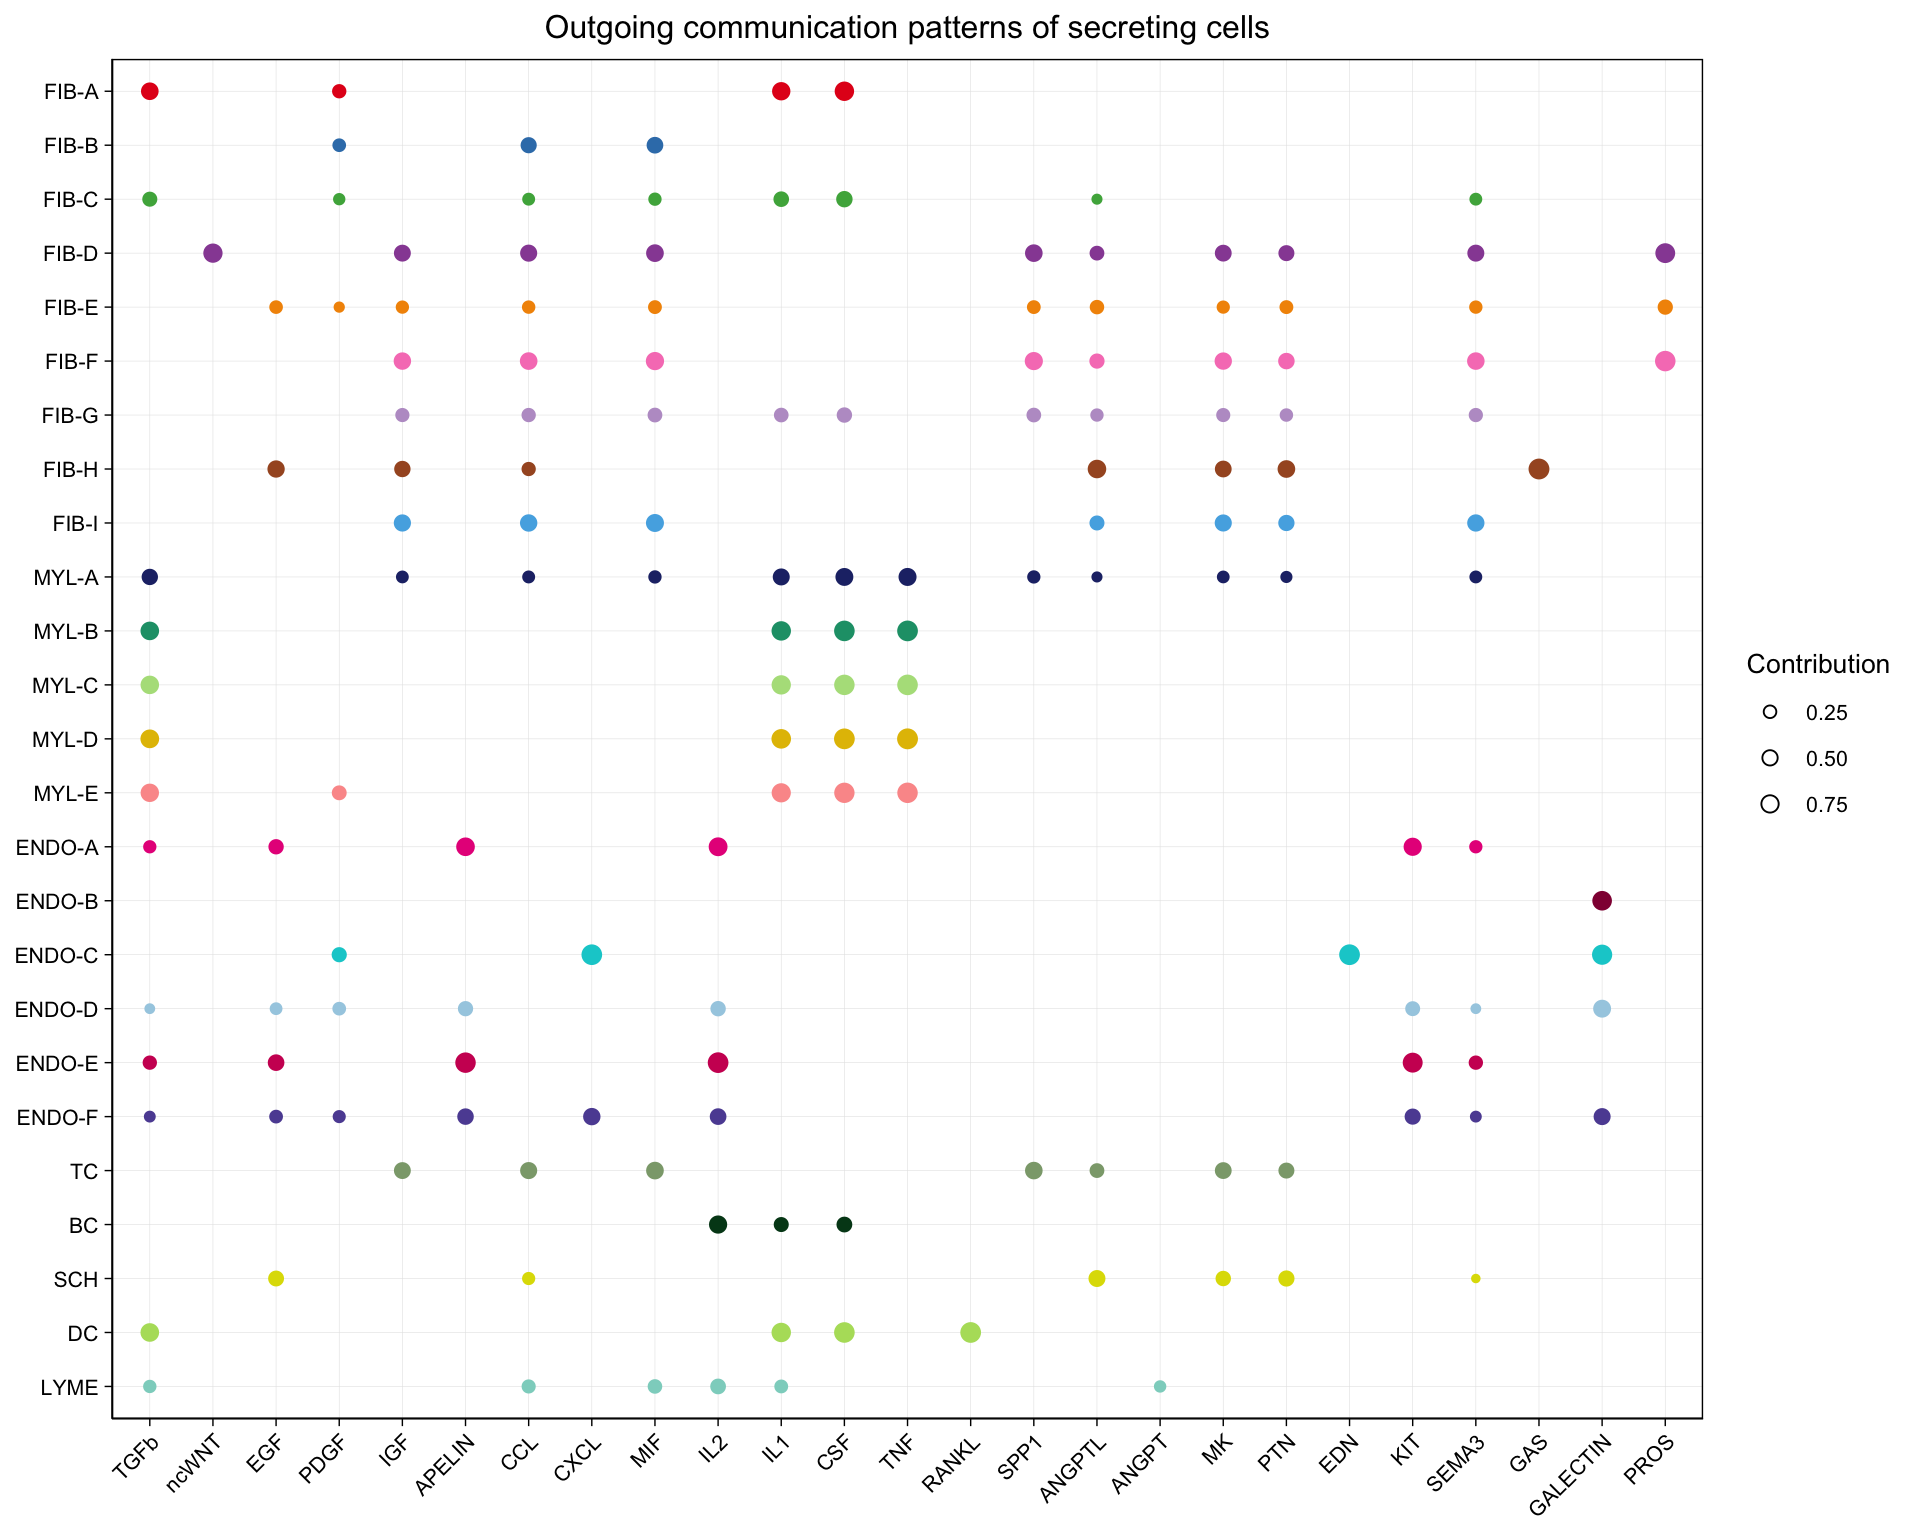 Outgoing communication patterns of secreting cells
FIB-A
FIB-B
FIB-C
FIB-D
FIB-E
FIB-F
FIB-G
FIB-H
FIB-I
MYL-A
MYL-B
MYL-C
MYL-D
MYL-E
ENDO-A
ENDO-B
ENDO-C
ENDO-D
ENDO-E
ENDO-F
TC
BC
SCH
DC
LYME
TGFb
ncWNT
EGF
PDGF
IGF
APELIN
CCL
CXCL
MIF
IL2
IL1
CSF
TNF
RANKL
SPP1
ANGPTL
ANGPT
MK
PTN
EDN
KIT
SEMA3
GAS
GALECTIN
PROS
Contribution
0.25
0.50
0.75